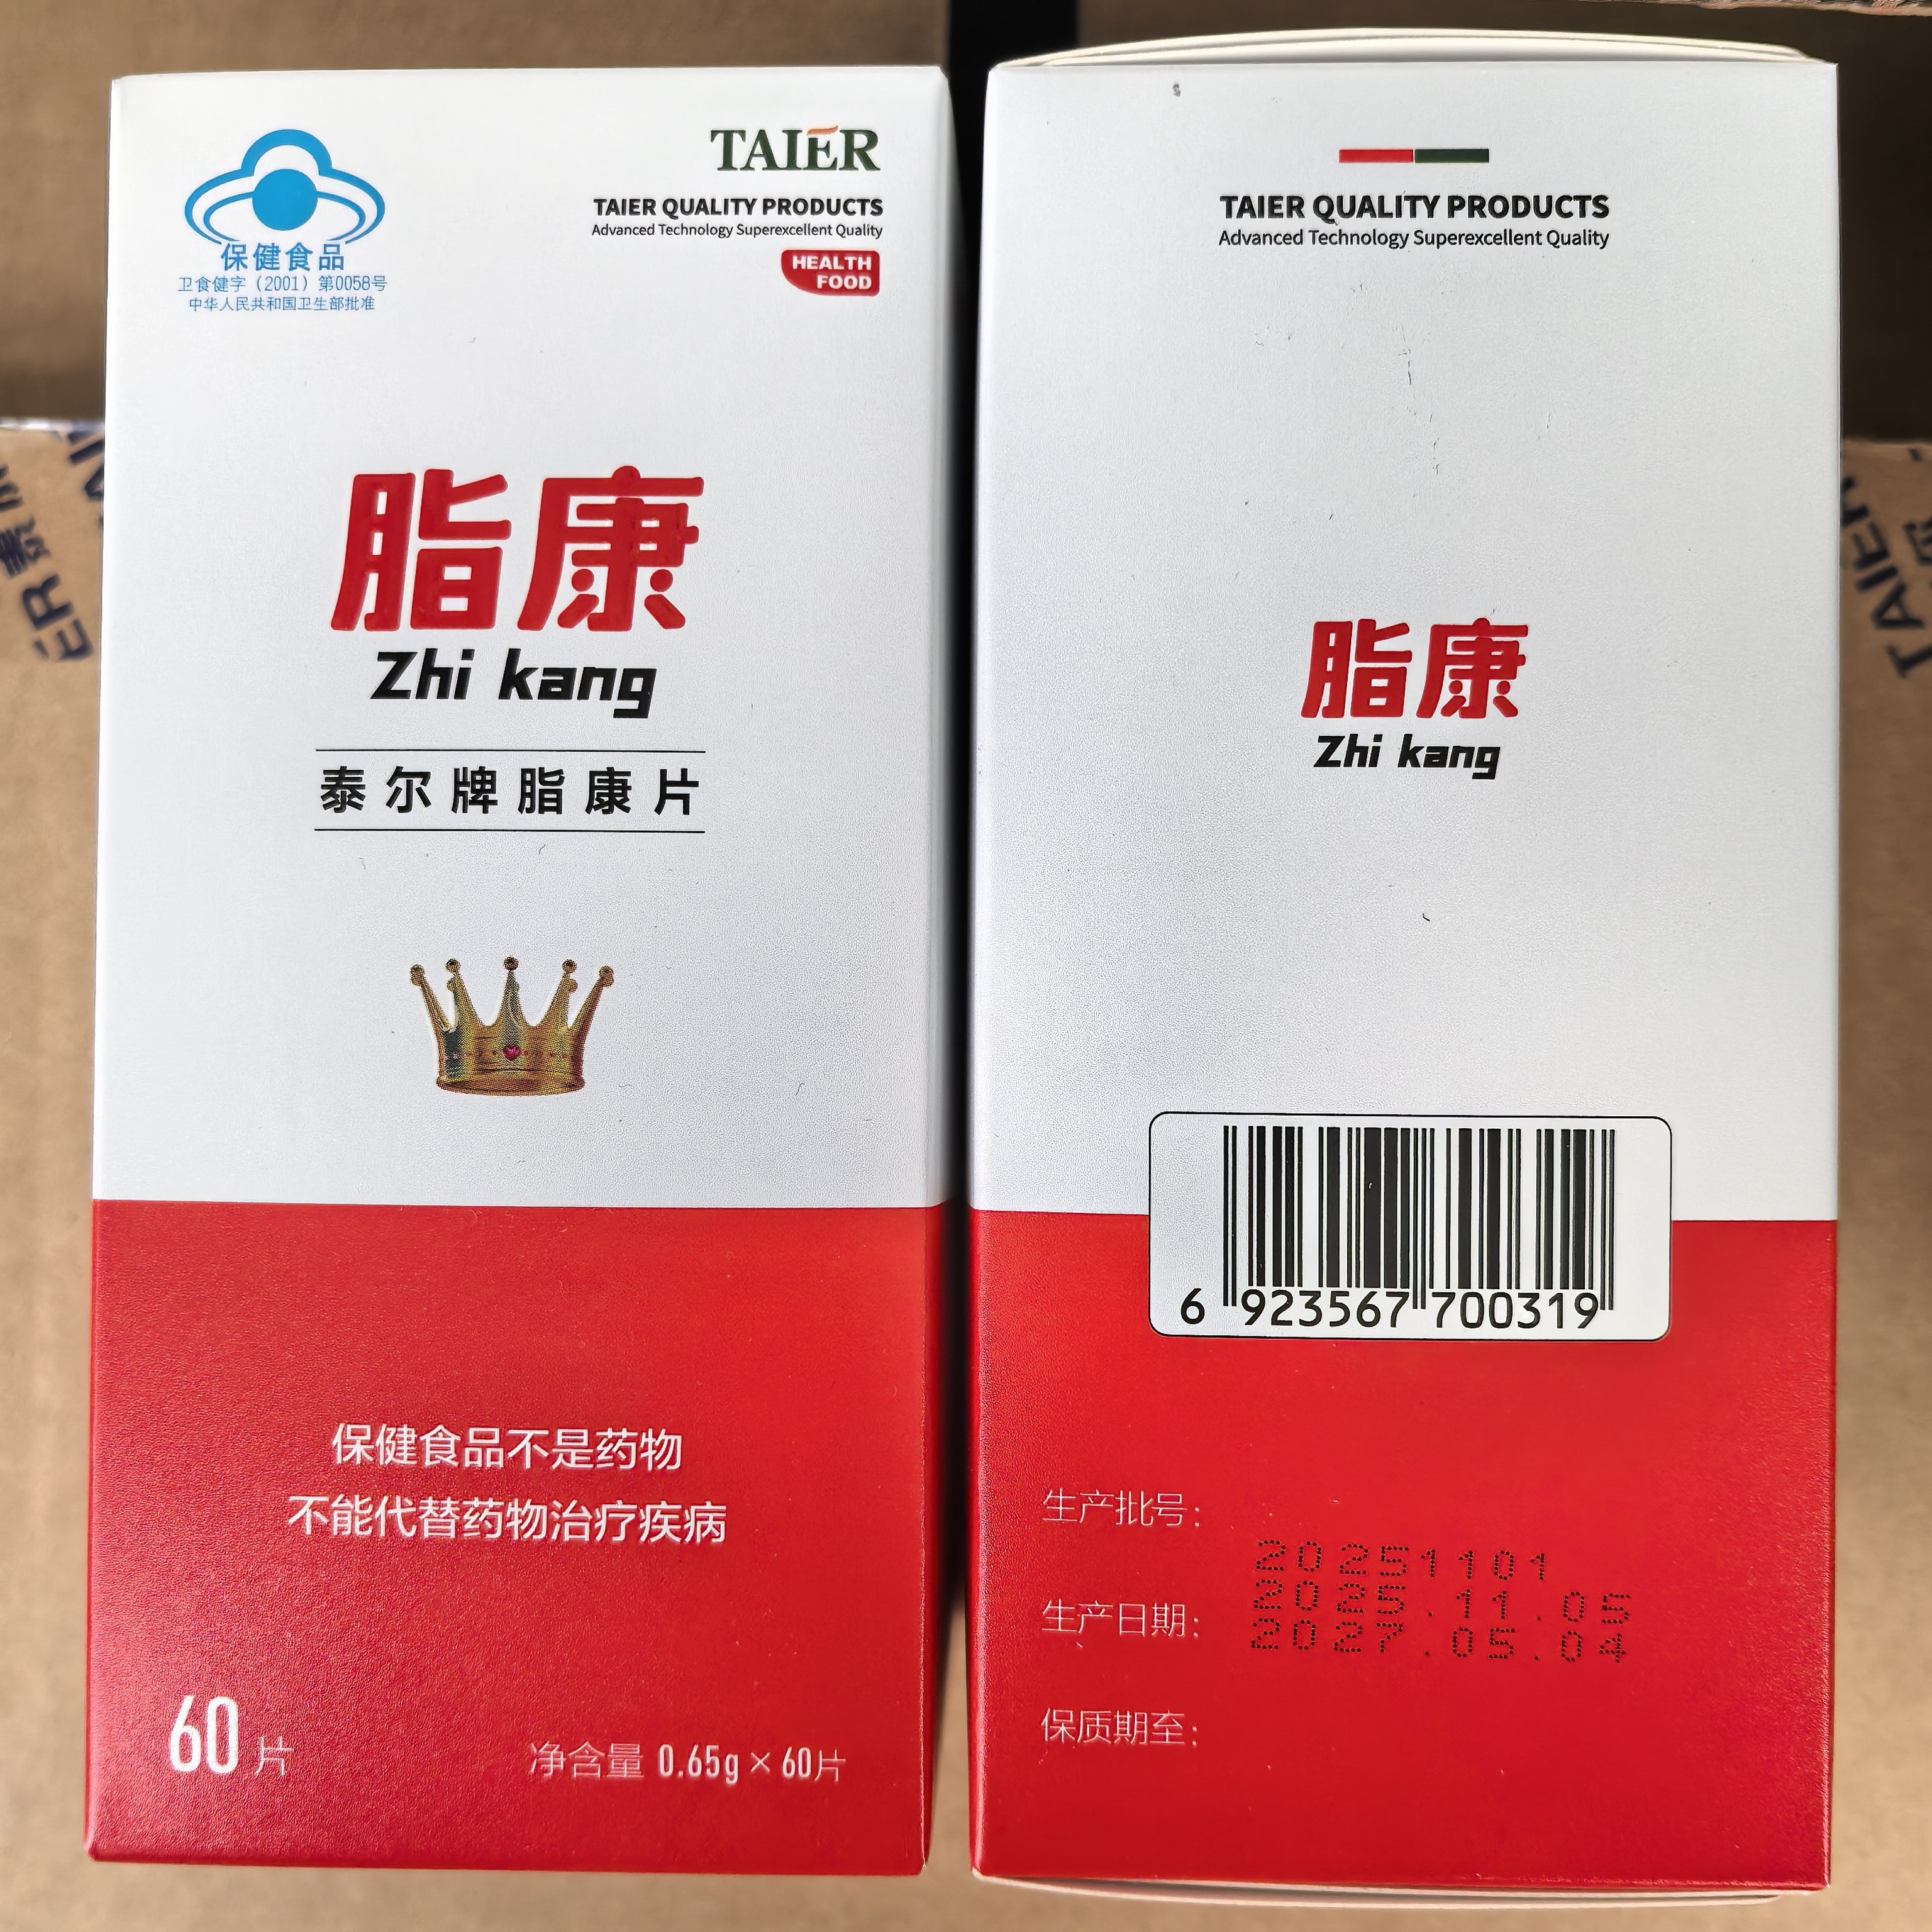 保健食品
卫食健字（2001）第0058号
中华人民共和国卫生部批准
TAIER
TAIER QUALITY PRODUCTS
Advanced Technology Superexcellent Quality
HEALTH
FOOD
脂康
Zhi kang
泰尔牌脂康片
保健食品不是药物
不能代替药物治疗疾病
60片
净含量 0.65g×60片
TAIER QUALITY PRODUCTS
Advanced Technology Superexcellent Quality
脂康
Zhi kang
6 923567 700319
生产批号：
20251101
2025.11.05
生产日期：
2027.05.04
保质期至：
TAIER